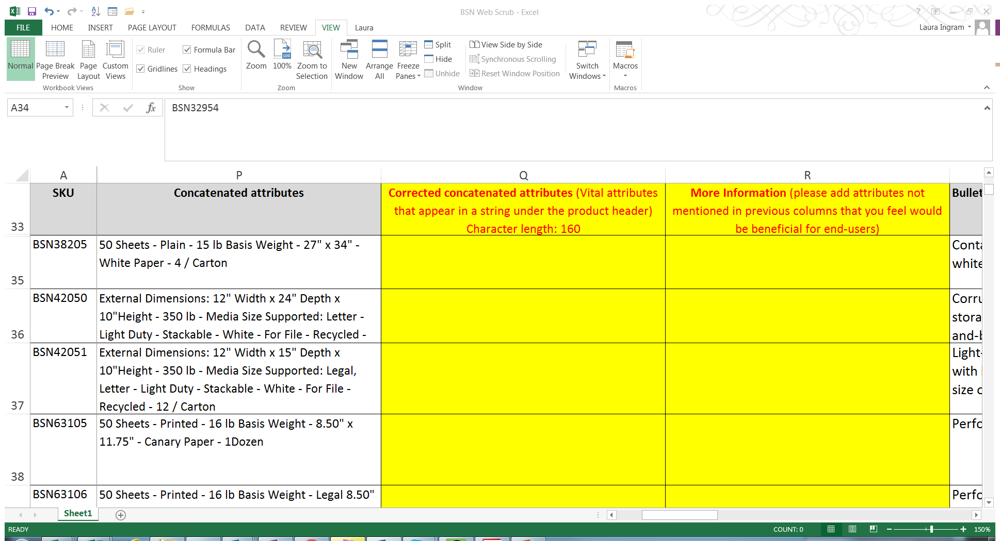 BSN Web Scrub - Excel
?
FILE HOME INSERT PAGE LAYOUT FORMULAS DATA REVIEW VIEW Laura
Laura Ingram
Normal
Page Break Preview
Page Layout
Custom Views
Workbook Views
Ruler
Formula Bar
Gridlines
Headings
Show
Zoom
100
100%
Zoom to Selection
Zoom
New Window
Arrange All
Freeze Panes
Split
Hide
Unhide
View Side by Side
Synchronous Scrolling
Reset Window Position
Window
Switch Windows
Macros
Macros
A34
fx
BSN32954
A P Q R
33
SKU
Concatenated attributes
Corrected concatenated attributes (Vital attributes
that appear in a string under the product header)
Character length: 160
More Information (please add attributes not
mentioned in previous columns that you feel would
be beneficial for end-users)
Bullet
35
BSN38205
50 Sheets - Plain - 15 lb Basis Weight - 27" x 34" -
White Paper - 4 / Carton
Conta
white
36
BSN42050
External Dimensions: 12" Width x 24" Depth x
10"Height - 350 lb - Media Size Supported: Letter -
Light Duty - Stackable - White - For File - Recycled -
Corru
stora
and-b
37
BSN42051
External Dimensions: 12" Width x 15" Depth x
10"Height - 350 lb - Media Size Supported: Legal,
Letter - Light Duty - Stackable - White - For File -
Recycled - 12 / Carton
Light-
with
size c
38
BSN63105
50 Sheets - Printed - 16 lb Basis Weight - 8.50" x
11.75" - Canary Paper - 1Dozen
Perfo
BSN63106
50 Sheets - Printed - 16 lb Basis Weight - Legal 8.50"
Perfo
Sheet1
READY
COUNT: 0
150%